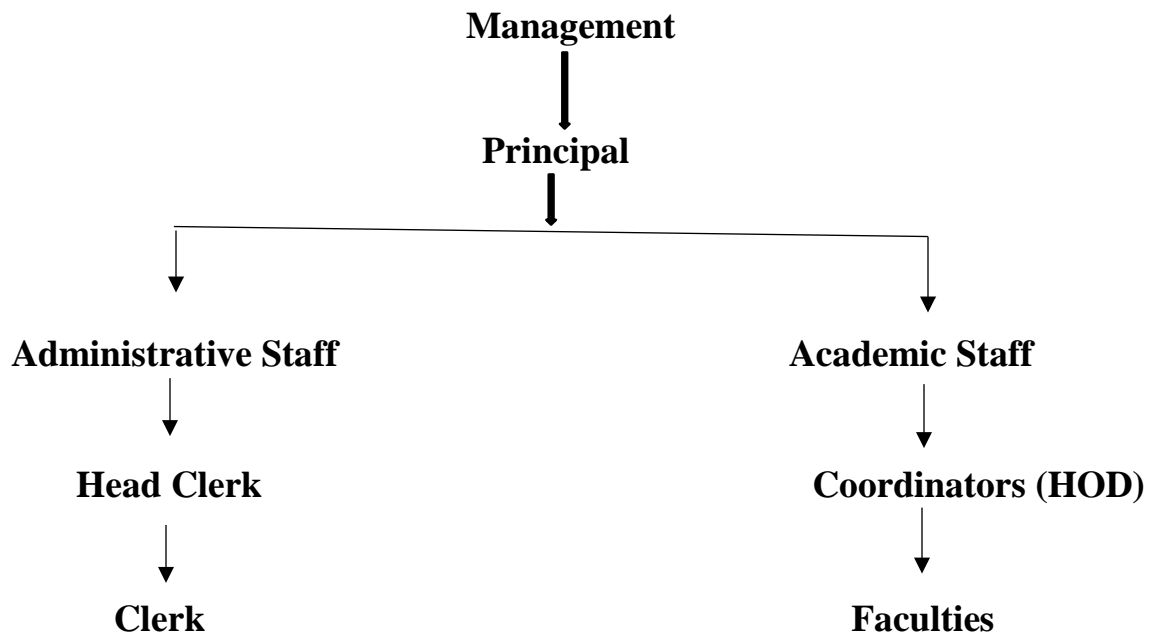 Management
Principal
Administrative Staff
Academic Staff
Head Clerk
Coordinators (HOD)
Clerk
Faculties